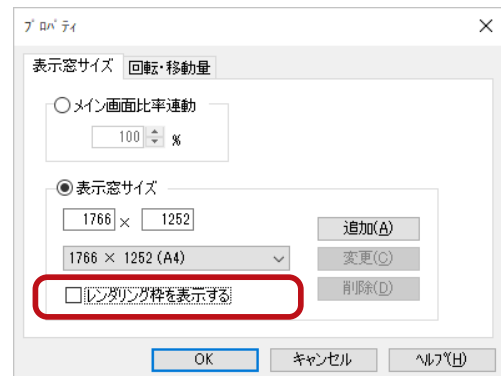 ﾌﾟﾛﾊﾟﾃｨ
表示窓サイズ
回転・移動量
メイン画面比率連動
100 %
表示窓サイズ
1766 × 1252
追加(A)
1766 × 1252 (A4)
変更(C)
レンダリング枠を表示する
削除(D)
OK
キャンセル
ﾍﾙﾌﾟ(H)